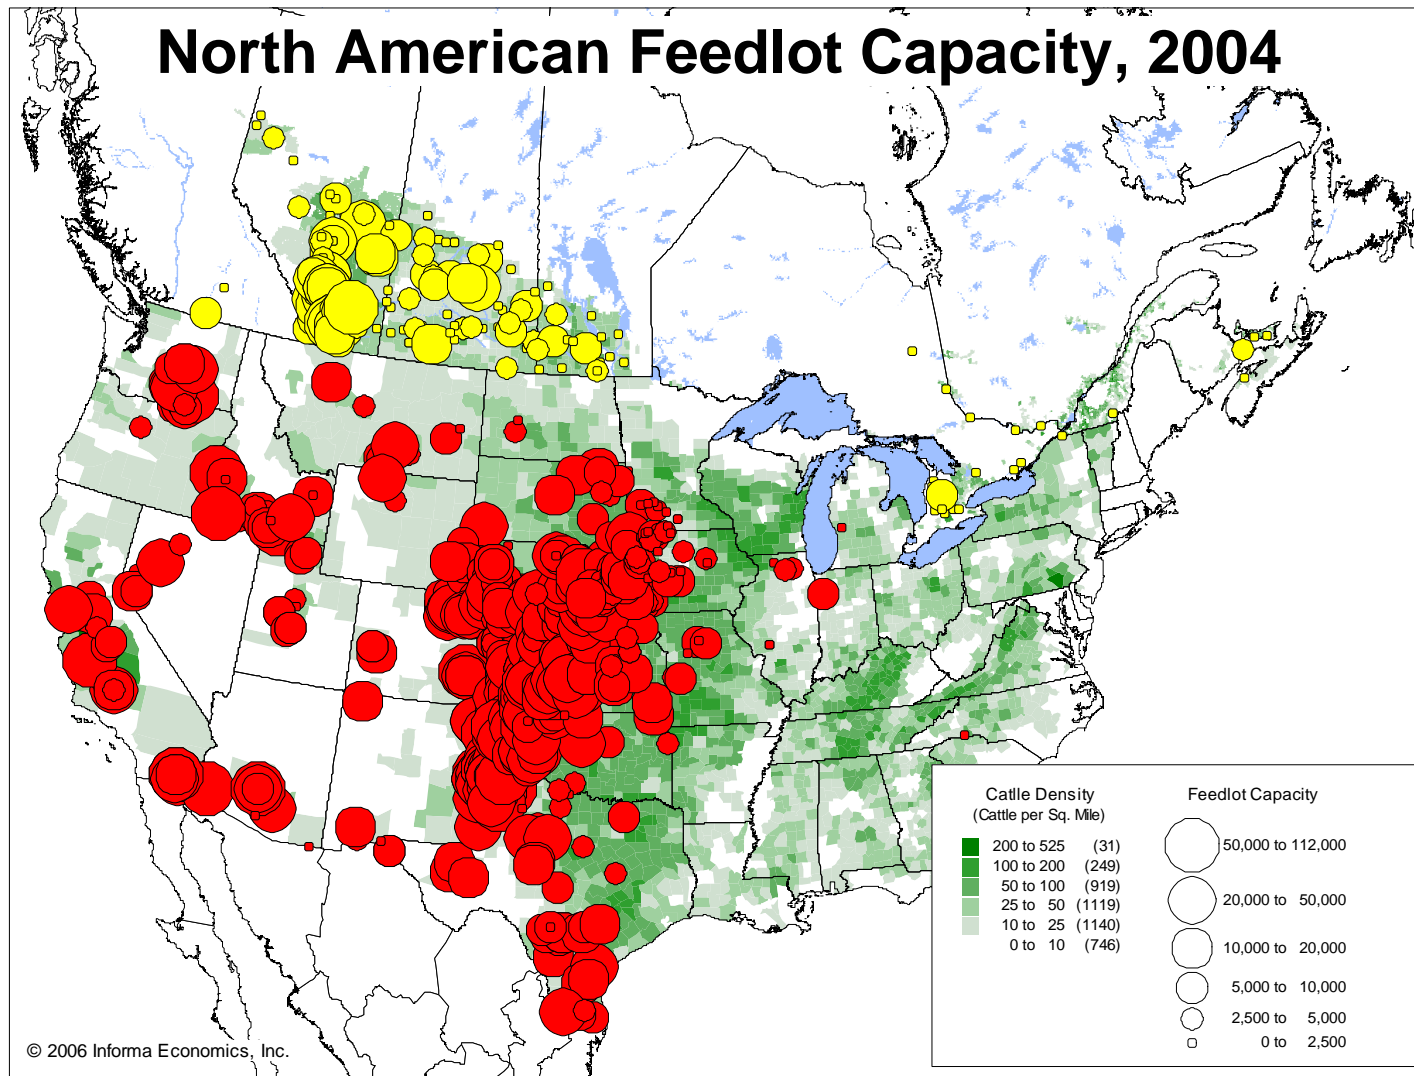 North American Feedlot Capacity, 2004
Catlle Density
(Cattle per Sq. Mile)
200 to 525 (31)
100 to 200 (249)
50 to 100 (919)
25 to 50 (1119)
10 to 25 (1140)
0 to 10 (746)
Feedlot Capacity
50,000 to 112,000
20,000 to 50,000
10,000 to 20,000
5,000 to 10,000
2,500 to 5,000
0 to 2,500
© 2006 Informa Economics, Inc.